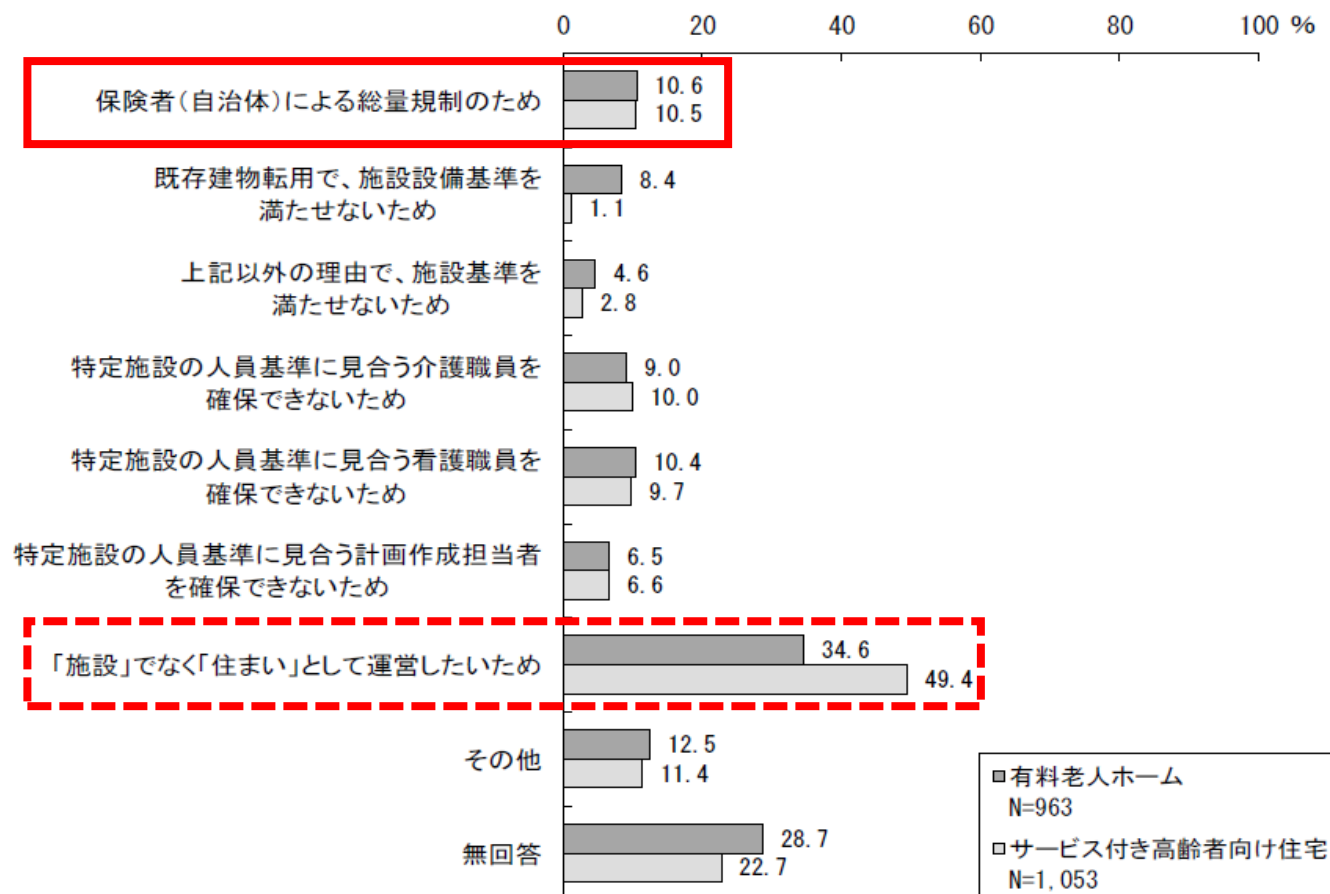 0 20 40 60 80 100 %
保険者(自治体)による総量規制のため
10.6
10.5
既存建物転用で、施設設備基準を
満たせないため
8.4
1.1
上記以外の理由で、施設基準を
満たせないため
4.6
2.8
特定施設の人員基準に見合う介護職員を
確保できないため
9.0
10.0
特定施設の人員基準に見合う看護職員を
確保できないため
10.4
9.7
特定施設の人員基準に見合う計画作成担当者
を確保できないため
6.5
6.6
「施設」でなく「住まい」として運営したいため
34.6
49.4
その他
12.5
11.4
無回答
28.7
22.7
有料老人ホーム
N=963
サービス付き高齢者向け住宅
N=1,053